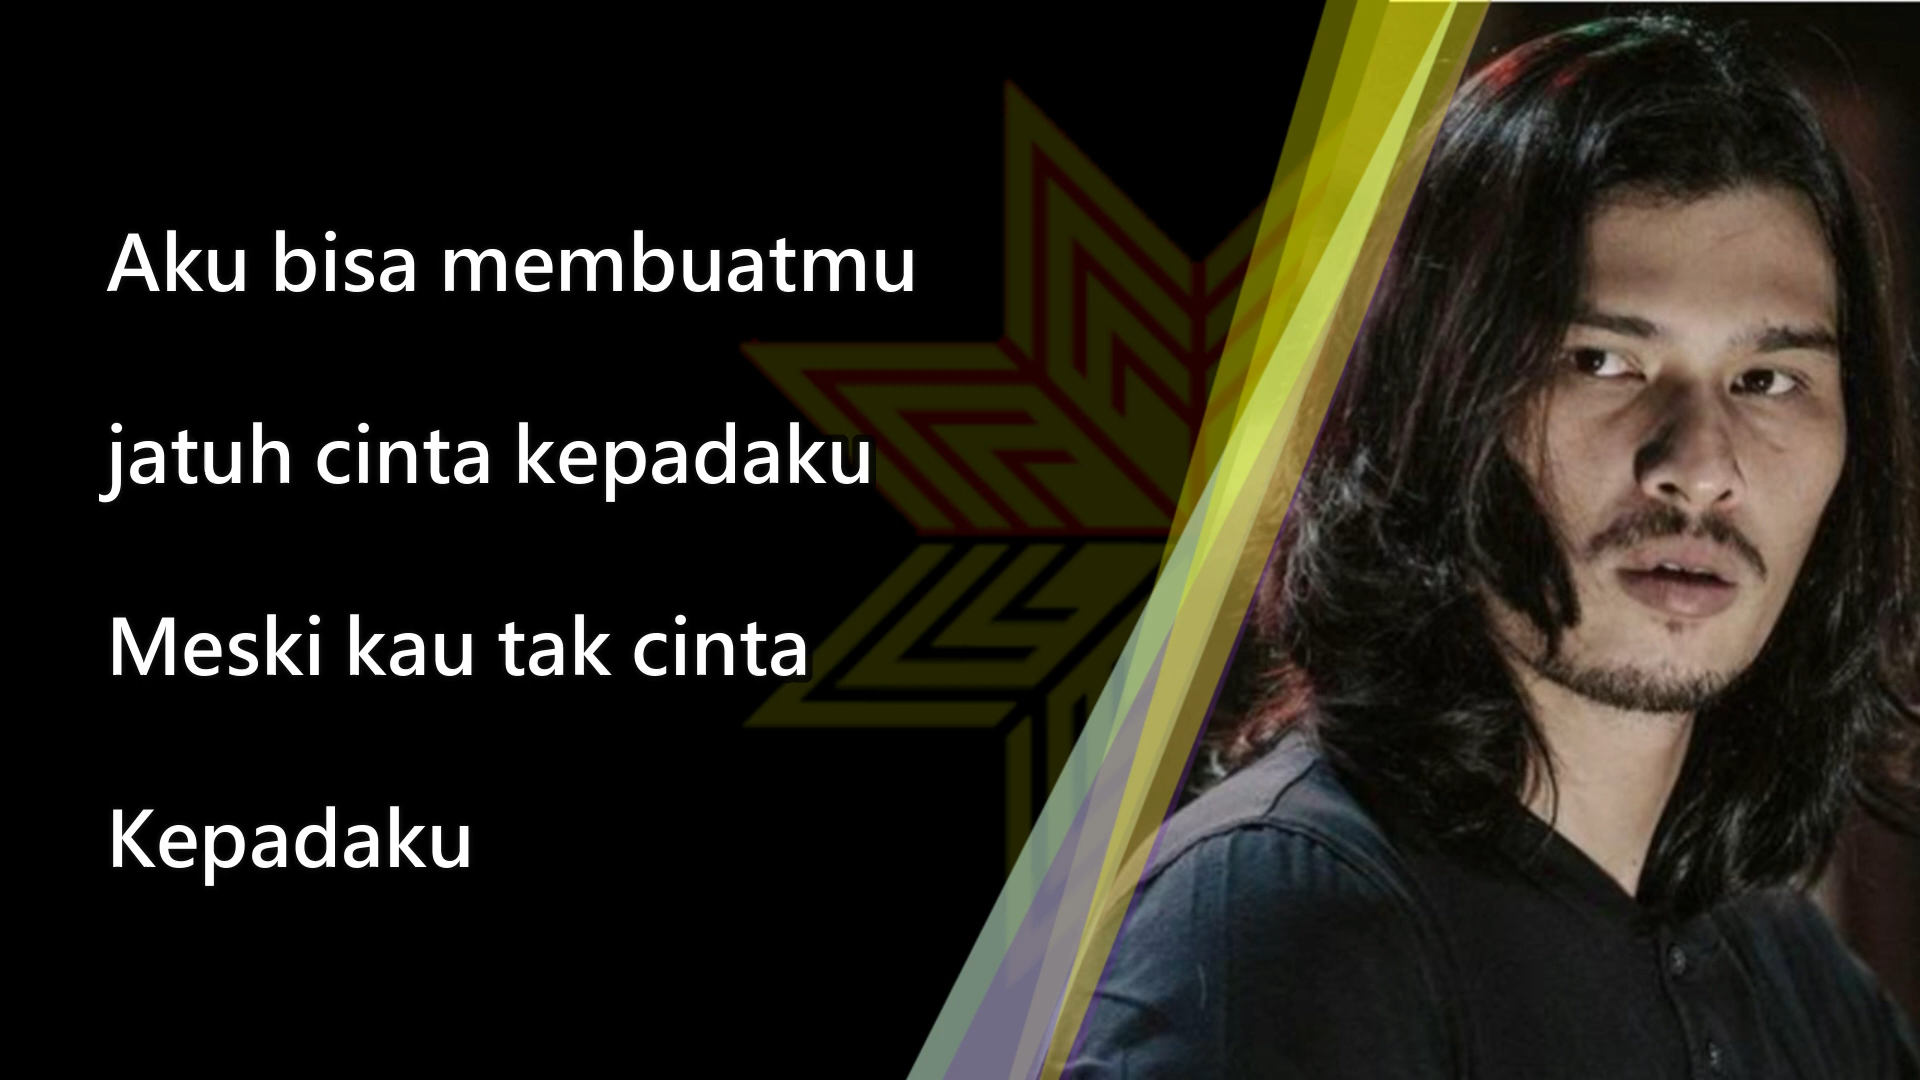 Aku bisa membuatmu
jatuh cinta kepadaku
Meski kau tak cinta
Kepadaku